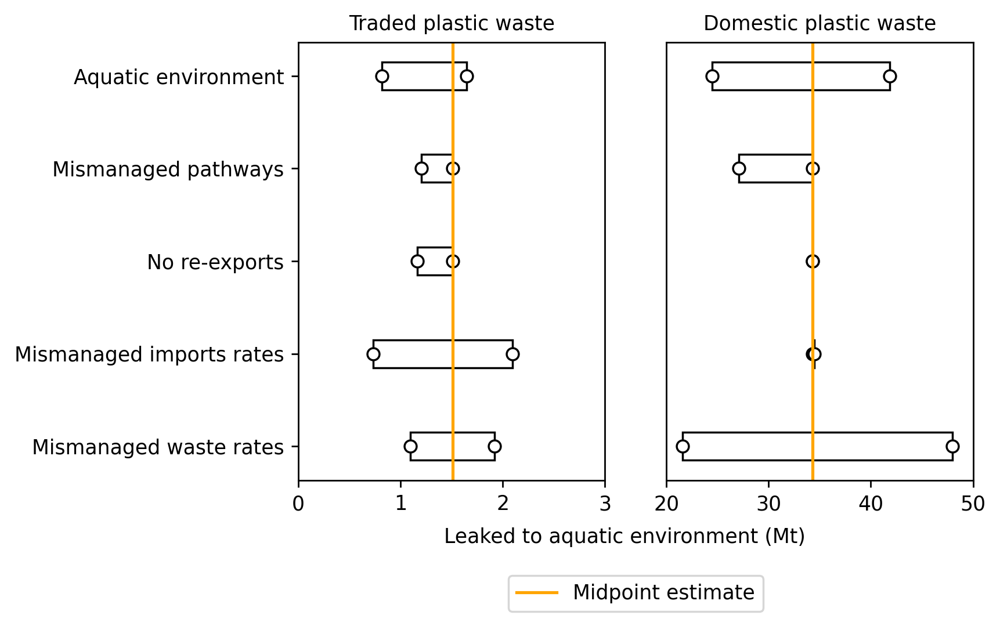 Traded plastic waste
Domestic plastic waste
Aquatic environment
Mismanaged pathways
No re-exports
Mismanaged imports rates
Mismanaged waste rates
0 1 2 3
20 30 40 50
Leaked to aquatic environment (Mt)
Midpoint estimate